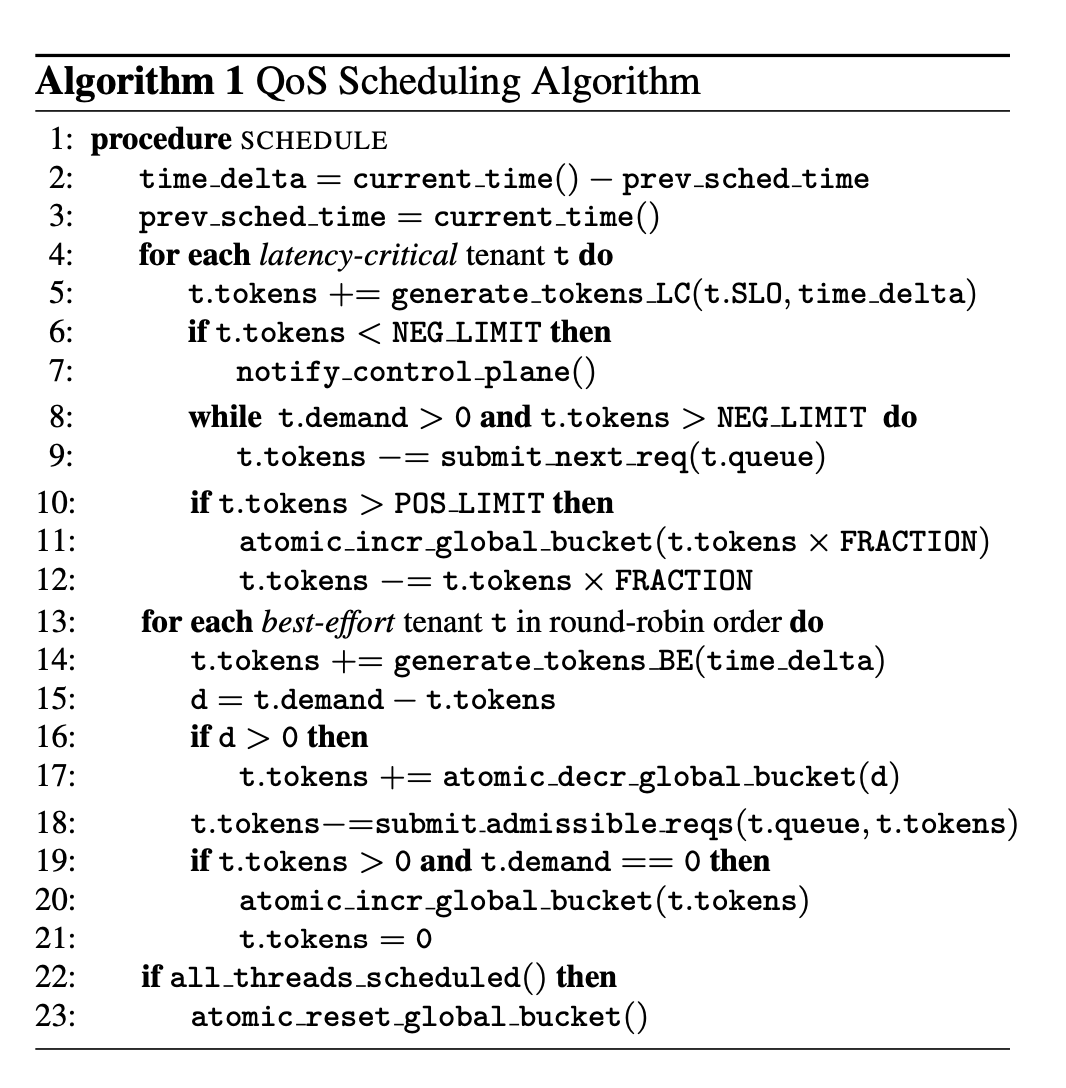 Algorithm 1 QoS Scheduling Algorithm
1: procedure SCHEDULE
2: time_delta = current_time() − prev_sched_time
3: prev_sched_time = current_time()
4: for each latency-critical tenant t do
5: t.tokens += generate_tokens_LC(t.SLO, time_delta)
6: if t.tokens < NEG_LIMIT then
7: notify_control_plane()
8: while t.demand > 0 and t.tokens > NEG_LIMIT do
9: t.tokens −= submit_next_req(t.queue)
10: if t.tokens > POS_LIMIT then
11: atomic_incr_global_bucket(t.tokens × FRACTION)
12: t.tokens −= t.tokens × FRACTION
13: for each best-effort tenant t in round-robin order do
14: t.tokens += generate_tokens_BE(time_delta)
15: d = t.demand − t.tokens
16: if d > 0 then
17: t.tokens += atomic_decr_global_bucket(d)
18: t.tokens−=submit_admissible_reqs(t.queue, t.tokens)
19: if t.tokens > 0 and t.demand == 0 then
20: atomic_incr_global_bucket(t.tokens)
21: t.tokens = 0
22: if all_threads_scheduled() then
23: atomic_reset_global_bucket()